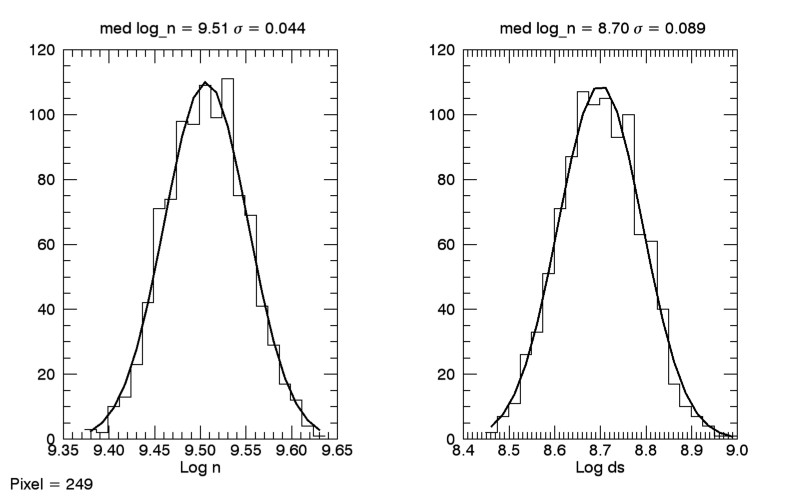 med log_n = 9.51 σ = 0.044
120
100
80
60
40
20
0
9.35 9.40 9.45 9.50 9.55 9.60 9.65
Log n
med log_n = 8.70 σ = 0.089
120
100
80
60
40
20
0
8.4 8.5 8.6 8.7 8.8 8.9 9.0
Log ds
Pixel = 249